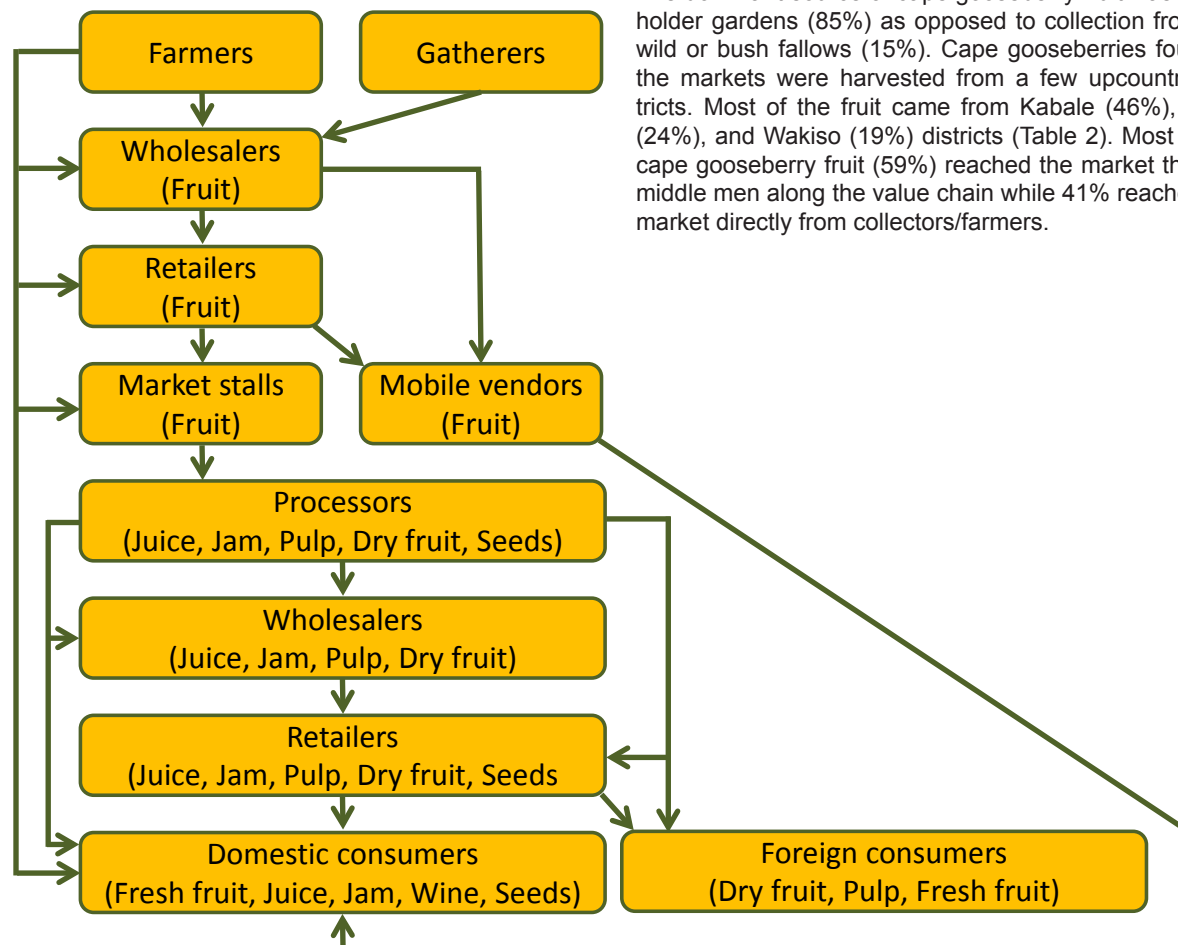 Farmers
Gatherers
Wholesalers
(Fruit)
Retailers
(Fruit)
Market stalls
(Fruit)
Mobile vendors
(Fruit)
Processors
(Juice, Jam, Pulp, Dry fruit, Seeds)
Wholesalers
(Juice, Jam, Pulp, Dry fruit)
Retailers
(Juice, Jam, Pulp, Dry fruit, Seeds
Domestic consumers
(Fresh fruit, Juice, Jam, Wine, Seeds)
Foreign consumers
(Dry fruit, Pulp, Fresh fruit)
holder gardens (85%) as opposed to collection fro
wild or bush fallows (15%). Cape gooseberries fou
the markets were harvested from a few upcountr
tricts. Most of the fruit came from Kabale (46%),
(24%), and Wakiso (19%) districts (Table 2). Most
cape gooseberry fruit (59%) reached the market th
middle men along the value chain while 41% reache
market directly from collectors/farmers.